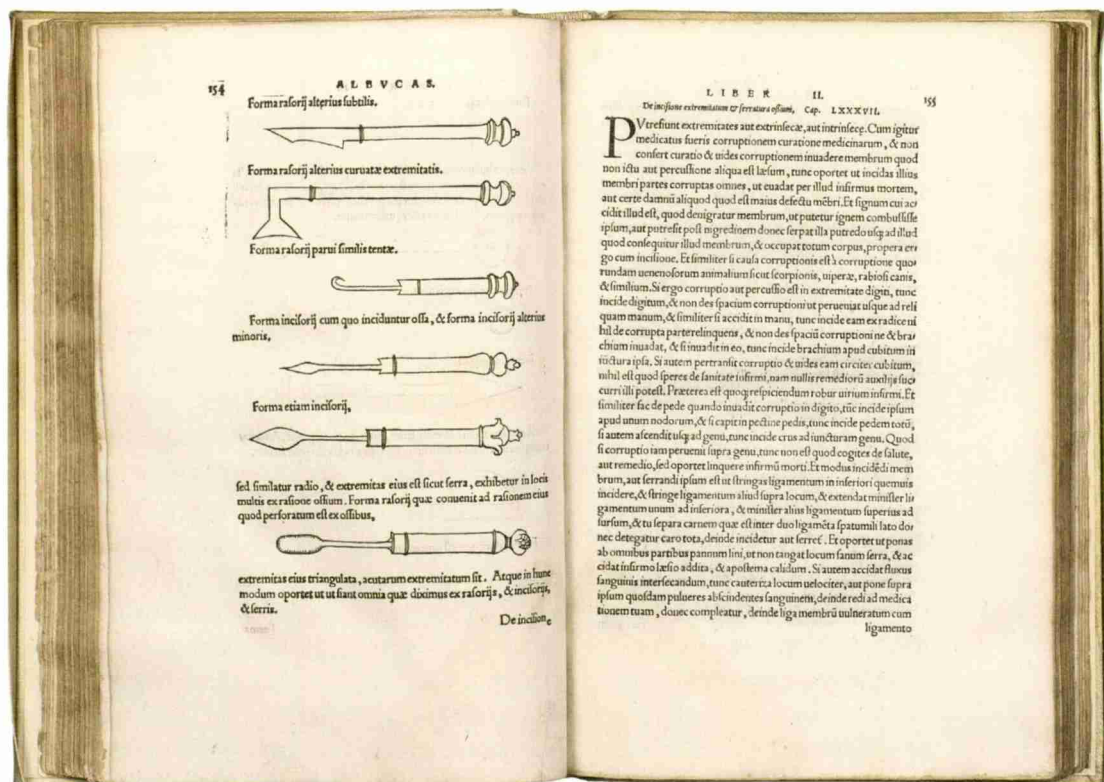 154
ALBVCAS.
Forma rasorij alterius subtilis.
Forma rasorij alterius curuatæ extremitatis.
Forma rasorij parui similis tentæ.
Forma incisorij cum quo inciduntur ossa, & forma incisorij alterius
minoris,
Forma etiam incisorij,
sed similatur radio, & extremitas eius est sicut serra, exhibetur in locis
multis ex rasione ossium. Forma rasorij quæ conuenit ad rasionem eius
quod perforatum est ex ossibus,
extremitas eius triangulata, acutarum extremitatum sit. Atque in hunc
modum oportet ut ut fiant omnia quæ diximus ex rasorijs, & incisorijs,
& serris.
De incisione
LIBER II.
155
De incisione extremitatum & serratura ossium, Cap. LXXXVII.
PVtrefiunt extremitates aut extrinsecæ, aut intrinsecę. Cum igitur
medicatus fueris corruptionem curatione medicinarum, & non
confert curatio & uides corruptionem inuadere membrum quod
non ictu aut percussione aliqua est læsum, tunc oportet ut incidas illius
membri partes corruptas omnes, ut euadat per illud infirmus mortem,
aut certe damnũ aliquod quod est maius defectu mẽbri. Et signum cui ac
cidit illud est, quod denigratur membrum, ut putetur ignem combussisse
ipsum, aut putresit post nigredinem donec serpat illa putredo usq; ad illud
quod consequitur illud membrum, & occupat totum corpus, propera er
go cum incisione. Et similiter si causa corruptionis est à corruptione quo
rundam uenenosorum animalium sicut scorpionis, uiperæ, rabiosi canis,
& similium. Si ergo corruptio aut percussio est in extremitate digiti, tunc
incide digitum, & non des spacium corruptioni ut perueniat usque ad reli
quam manum, & similiter si accidit in manu, tunc incide eam ex radice ni
hil de corrupta parte relinquens, & non des spaciũ corruptioni ne & bra
chium inuadat, & si inuadit in eo, tunc incide brachium apud cubitum in
iũctura ipsa. Si autem pertransit corruptio & uides eam circiter cubitum,
nihil est quod speres de sanitate infirmi, nam nullis remediorũ auxilijs suc
curri illi potest. Præterea est quoq; respiciendum robur uirium infirmi. Et
similiter fac de pede quando inuadit corruptio in digito, tũc incide ipsum
apud unum nodorum, & si capit in pectine pedis, tunc incide pedem totũ,
si autem ascendit usq; ad genu, tunc incide crus ad iuncturam genu. Quod
si corruptio iam peruenit supra genu, tunc non est quod cogites de salute,
aut remedio, sed oportet linquere infirmũ morti. Et modus incidẽdi mem
brum, aut serrandi ipsum est ut stringas ligamentum in inferiori quemuis
incidere, & stringe ligamentum aliud supra locum, & extendat minister li
gamentum unum ad inferiora, & minister alius ligamentum superius ad
sursum, & tu separa carnem quæ est inter duo ligamẽta spatumili lato do
nec detegatur caro tota, deinde incidetur aut serret. Et oportet ut ponas
ab omnibus partibus pannum lini, ut non tangat locum sanum serra, & ac
cidat infirmo læsio addita, & apostema calidum. Si autem accidat fluxus
sanguinis inter secandum, tunc cauteriza locum uelociter, aut pone supra
ipsum quosdam pulueres abscindentes sanguinem, deinde redi ad medica
tionem tuam, donec compleatur, deinde liga membrũ uulneratum cum
ligamento